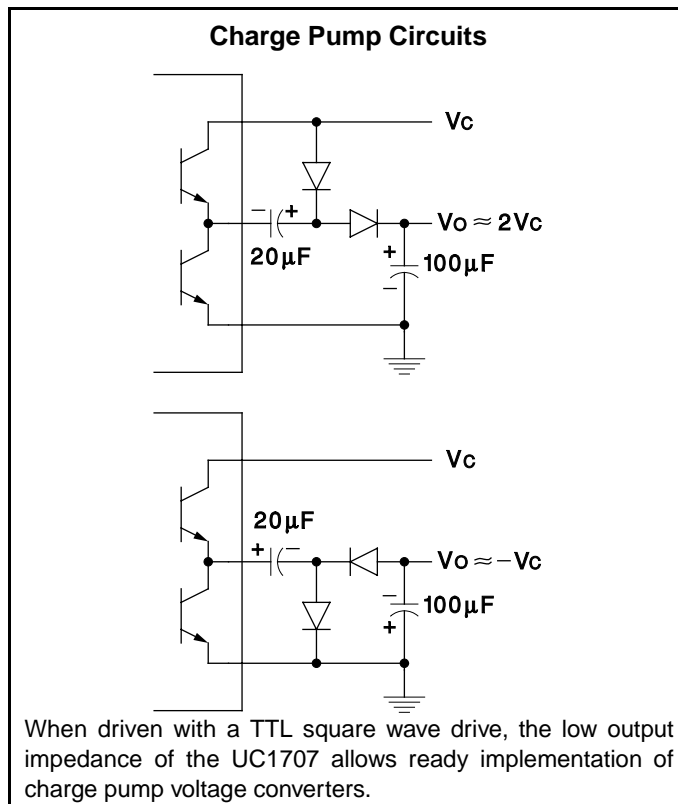 Charge Pump Circuits
Vc
− +
Vo ≈ 2Vc
20µF
+
100µF
−
Vc
20µF
+ −
Vo ≈ −Vc
−
100µF
+
When driven with a TTL square wave drive, the low output
impedance of the UC1707 allows ready implementation of
charge pump voltage converters.